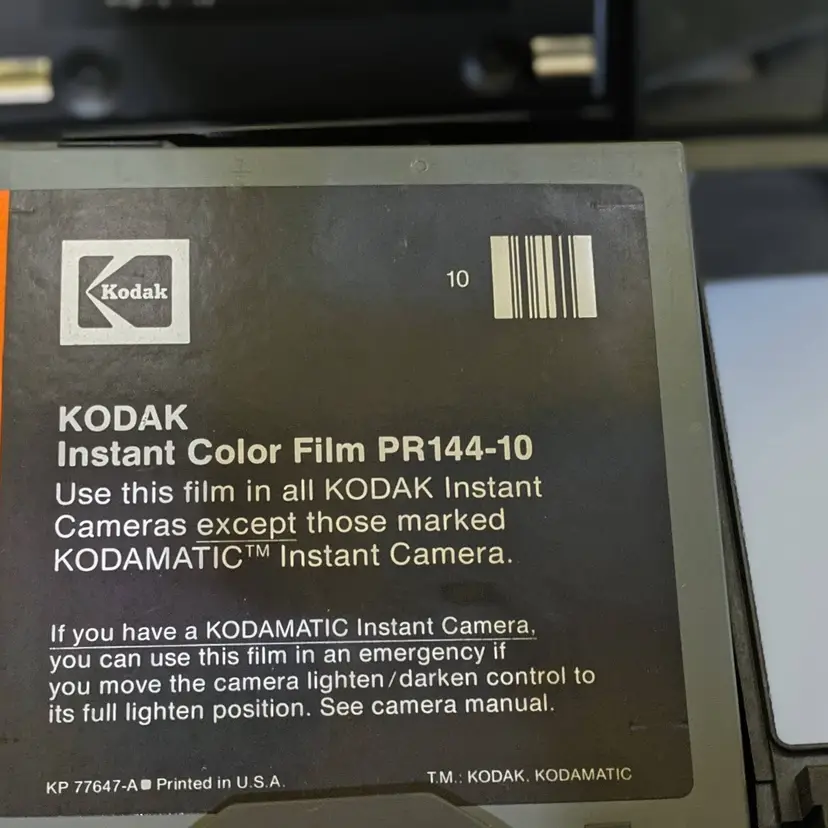 Kodak
10
KODAK
Instant Color Film PR144-10
Use this film in all KODAK Instant
Cameras except those marked
KODAMATIC™ Instant Camera.
If you have a KODAMATIC Instant Camera,
you can use this film in an emergency if
you move the camera lighten/darken control to
its full lighten position. See camera manual.
KP 77647-A Printed in U.S.A.
T.M.: KODAK, KODAMATIC